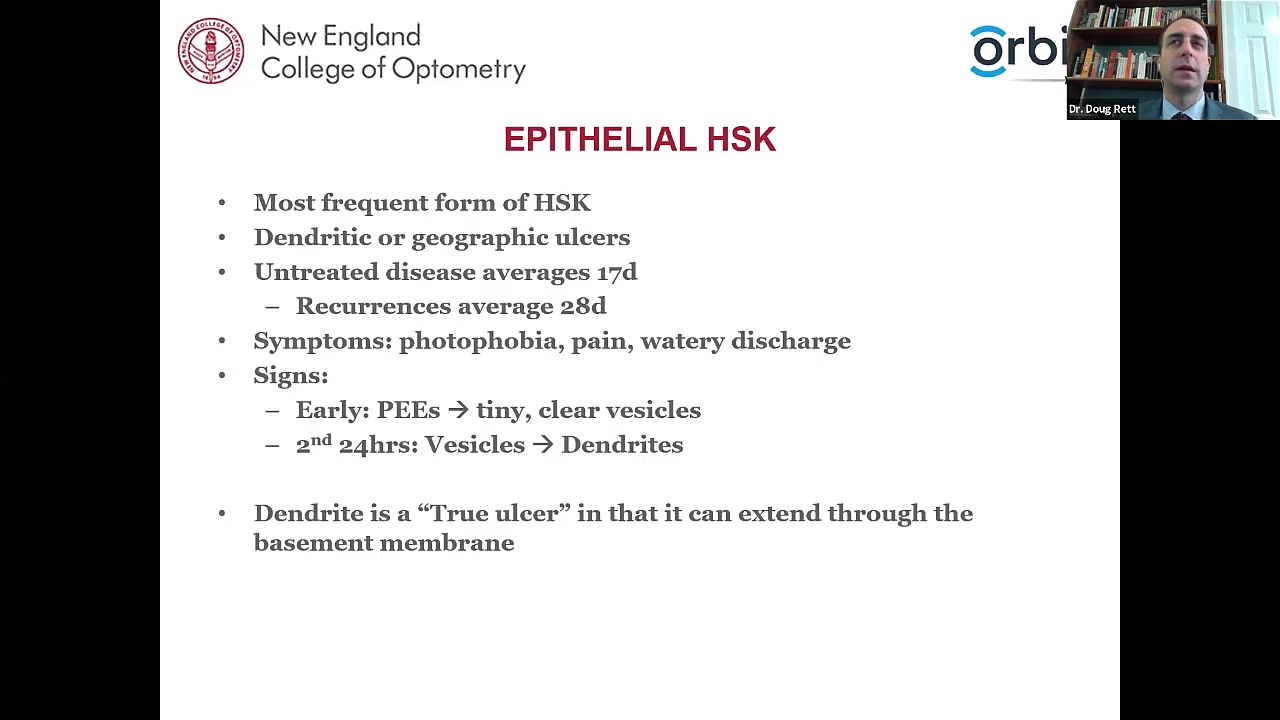 New England
College of Optometry
orbi
Dr. Doug Rett
EPITHELIAL HSK
• Most frequent form of HSK
• Dendritic or geographic ulcers
• Untreated disease averages 17d
– Recurrences average 28d
• Symptoms: photophobia, pain, watery discharge
• Signs:
– Early: PEEs → tiny, clear vesicles
– 2nd 24hrs: Vesicles → Dendrites
• Dendrite is a “True ulcer” in that it can extend through the
basement membrane